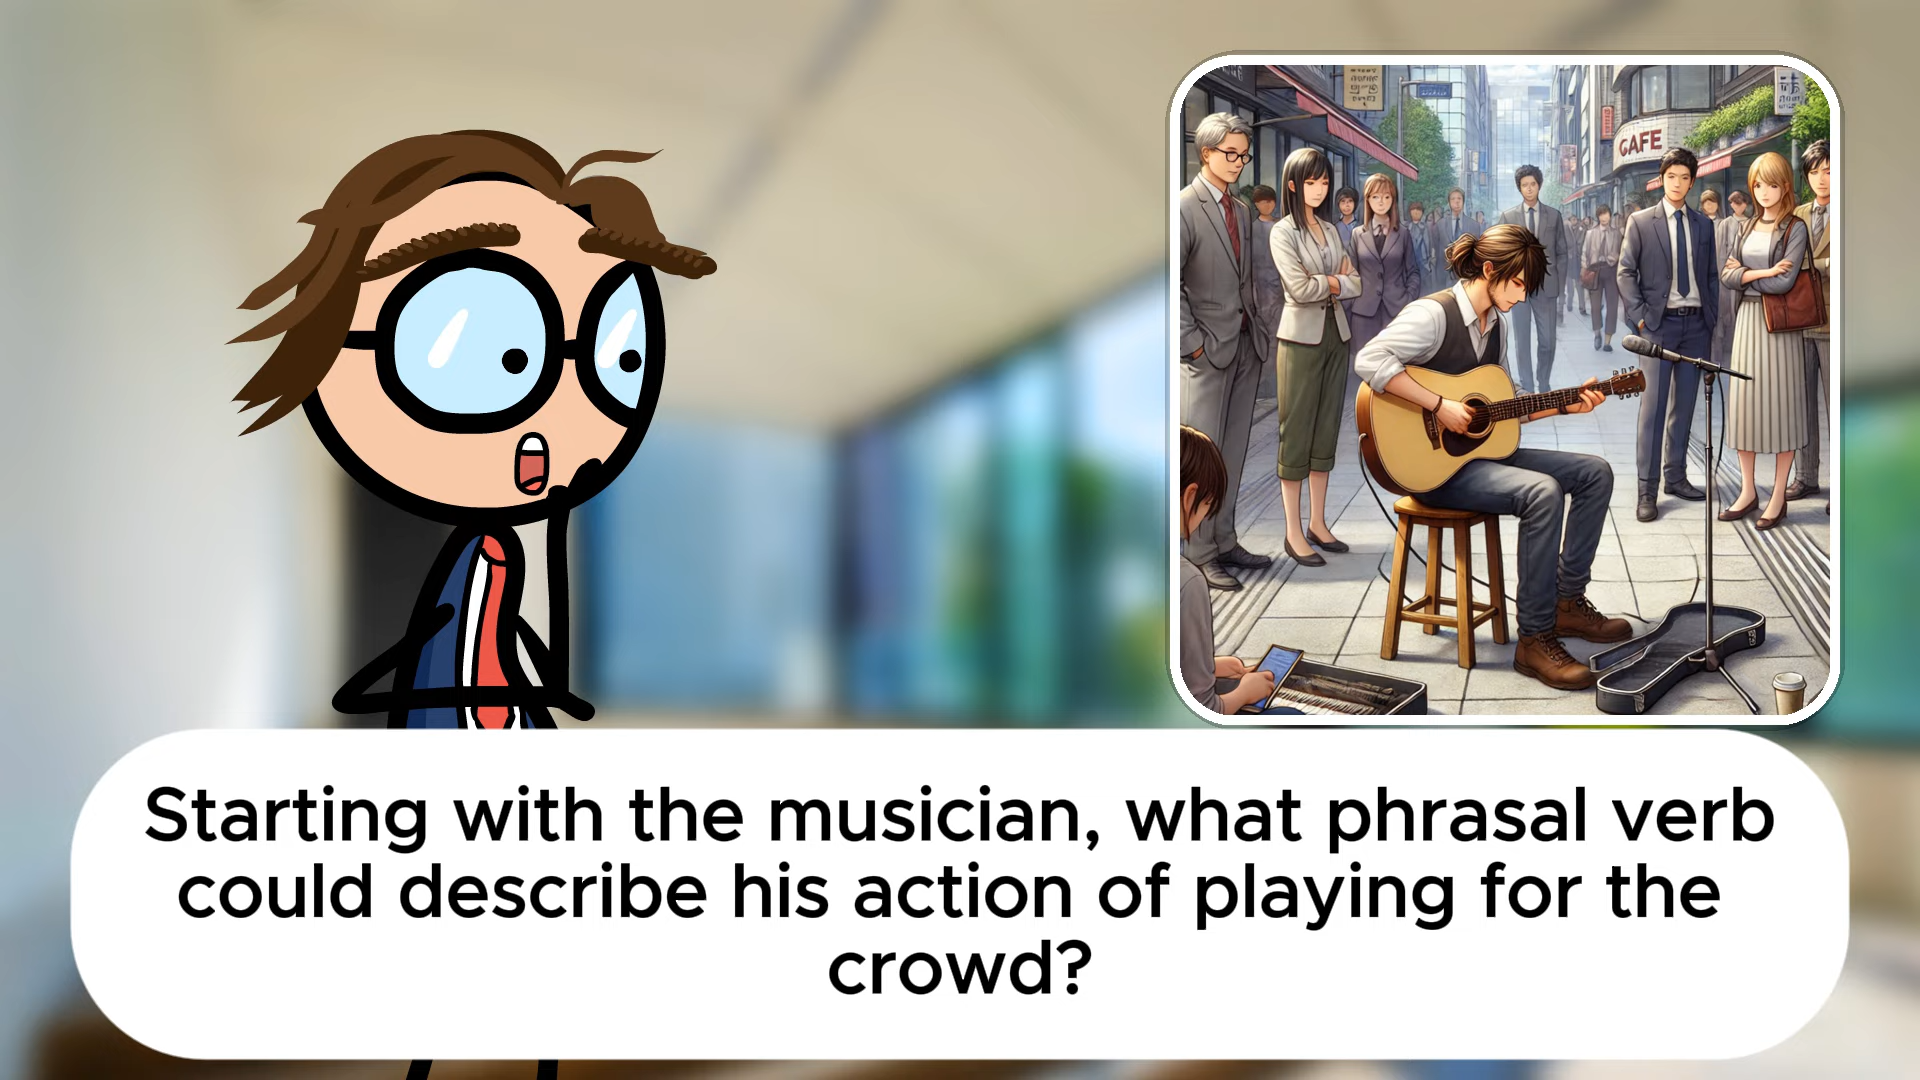 CAFE
Starting with the musician, what phrasal verb
could describe his action of playing for the
crowd?